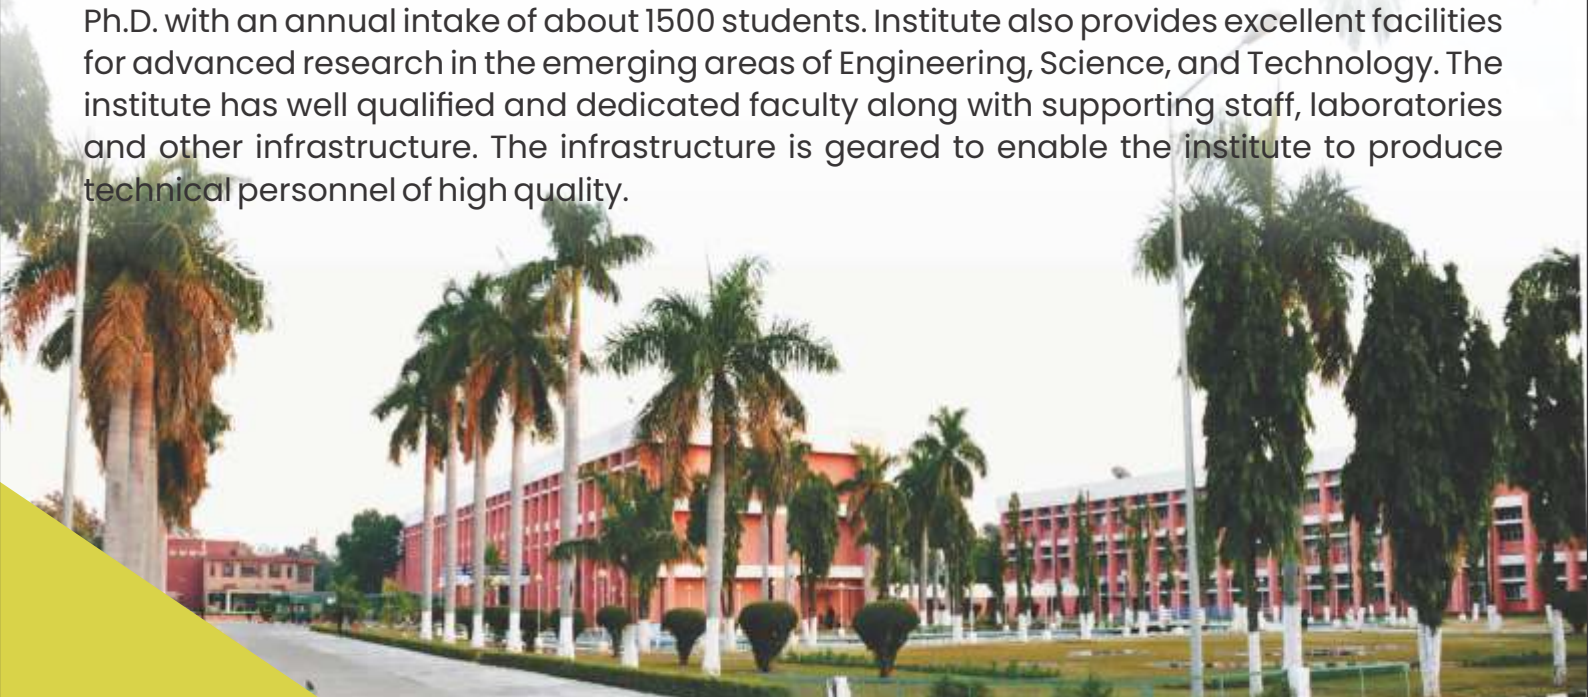 Ph.D. with an annual intake of about 1500 students. Institute also provides excellent facilities
for advanced research in the emerging areas of Engineering, Science, and Technology. The
institute has well qualified and dedicated faculty along with supporting staff, laboratories
and other infrastructure. The infrastructure is geared to enable the institute to produce
technical personnel of high quality.